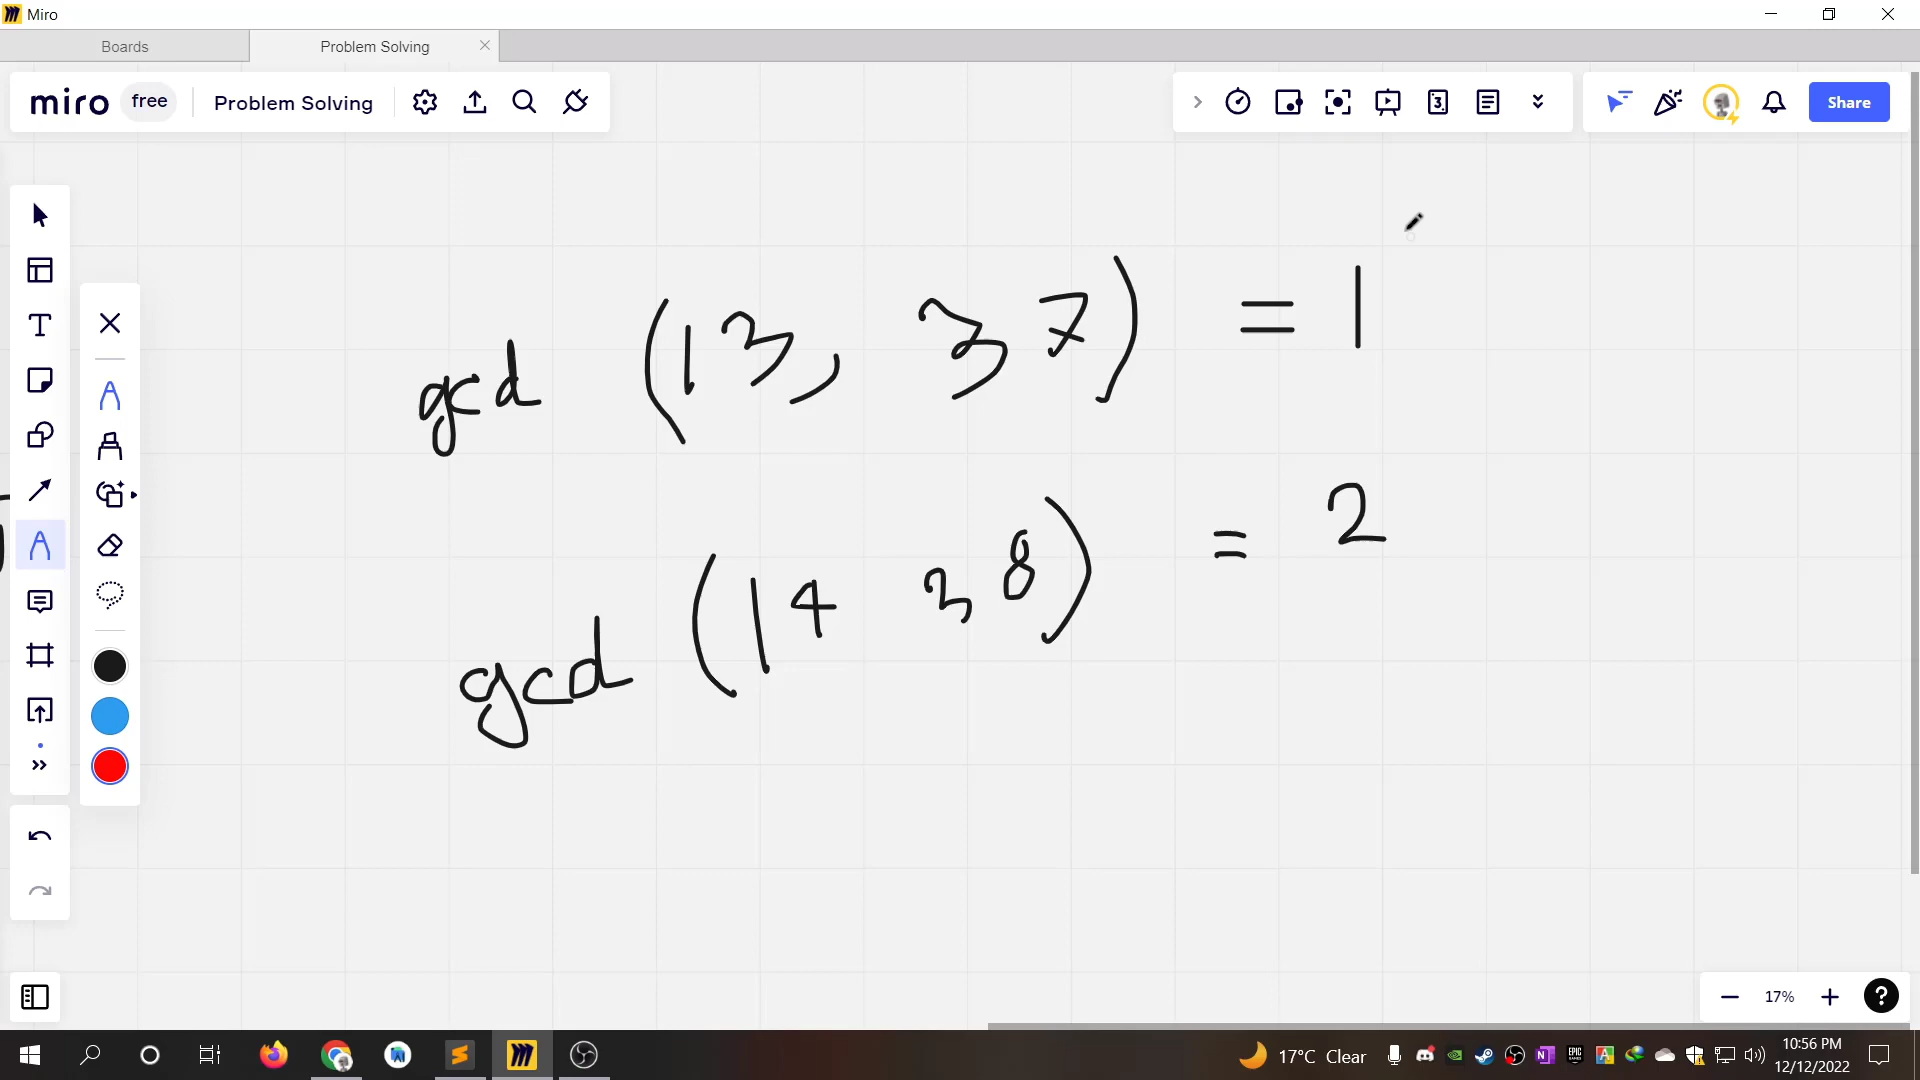 Miro
Boards
Problem Solving
miro
free
Problem Solving
3
Share
gcd (13, 37) = 1
gcd (14 38) = 2
17%
17°C Clear
10:56 PM
12/12/2022